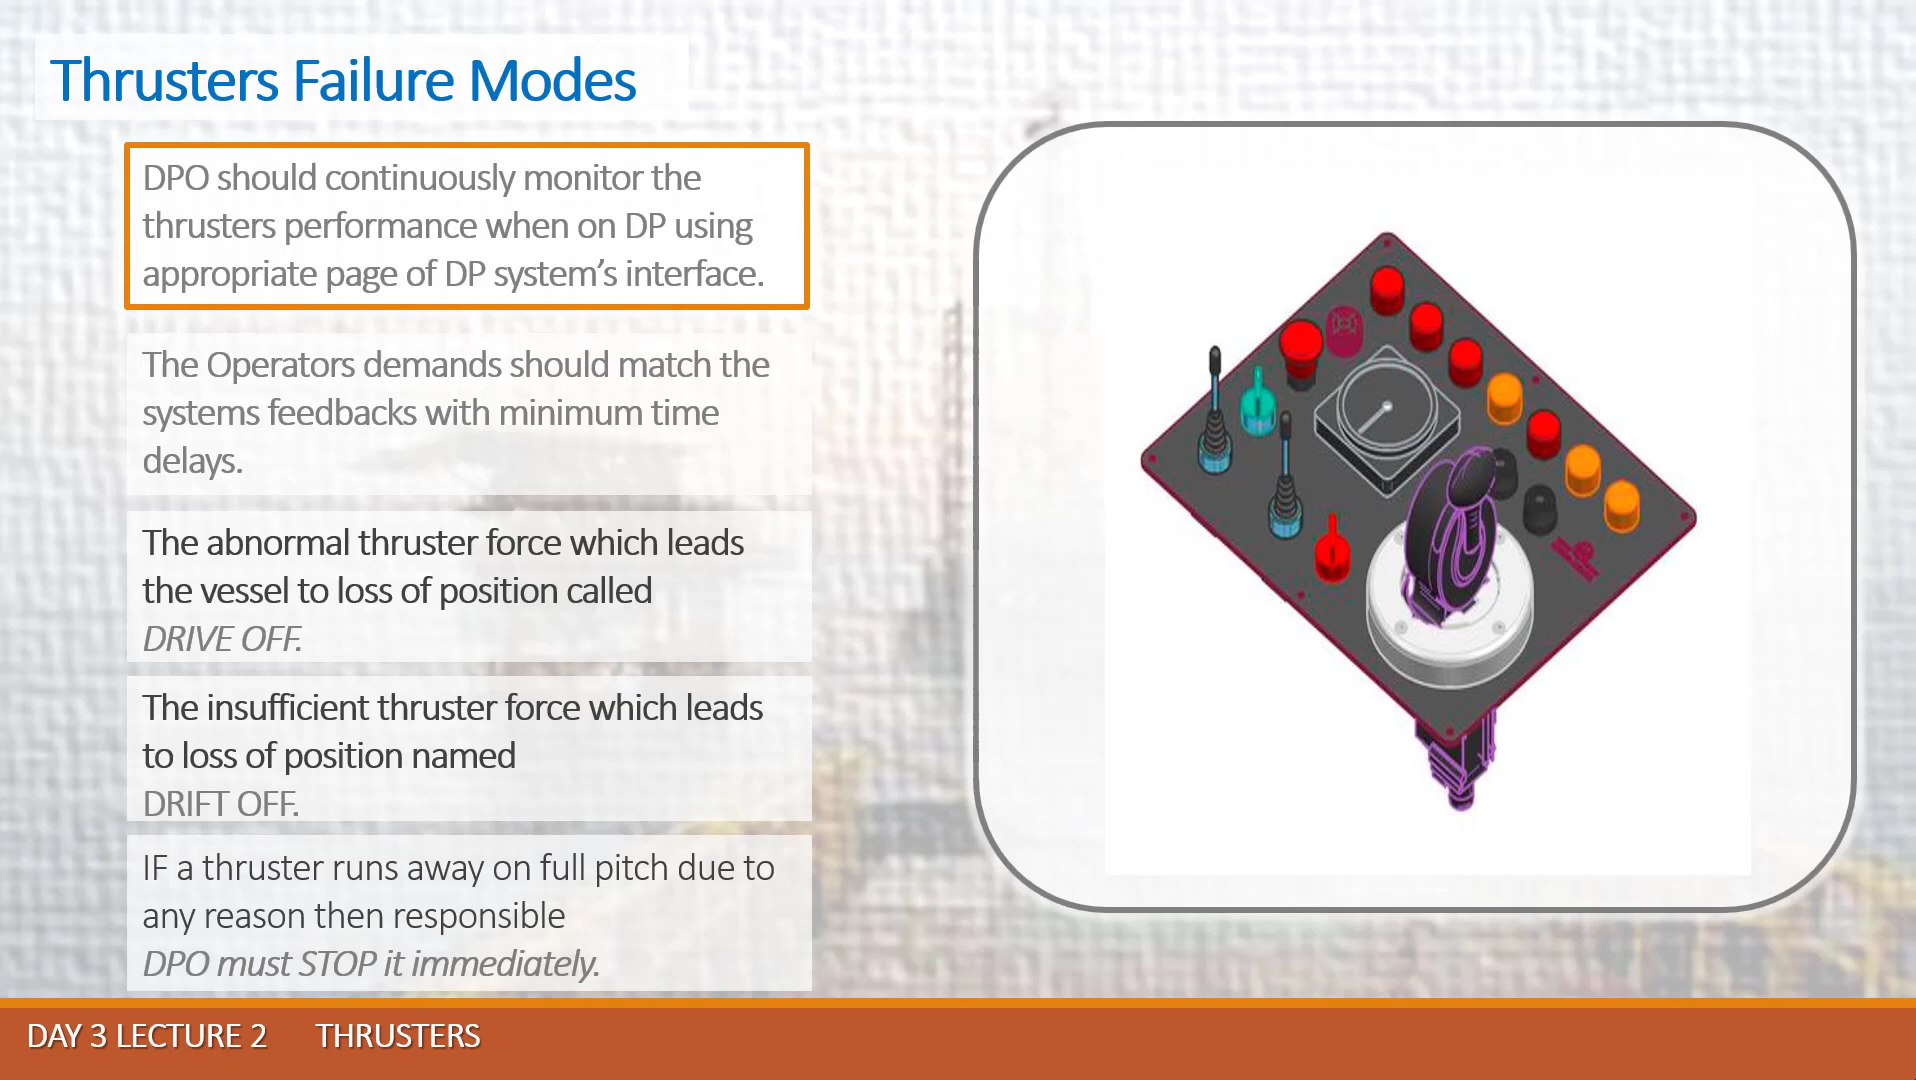 Thrusters Failure Modes
DPO should continuously monitor the
thrusters performance when on DP using
appropriate page of DP system’s interface.
The Operators demands should match the
systems feedbacks with minimum time
delays.
The abnormal thruster force which leads
the vessel to loss of position called
DRIVE OFF.
The insufficient thruster force which leads
to loss of position named
DRIFT OFF.
IF a thruster runs away on full pitch due to
any reason then responsible
DPO must STOP it immediately.
DAY 3 LECTURE 2 THRUSTERS